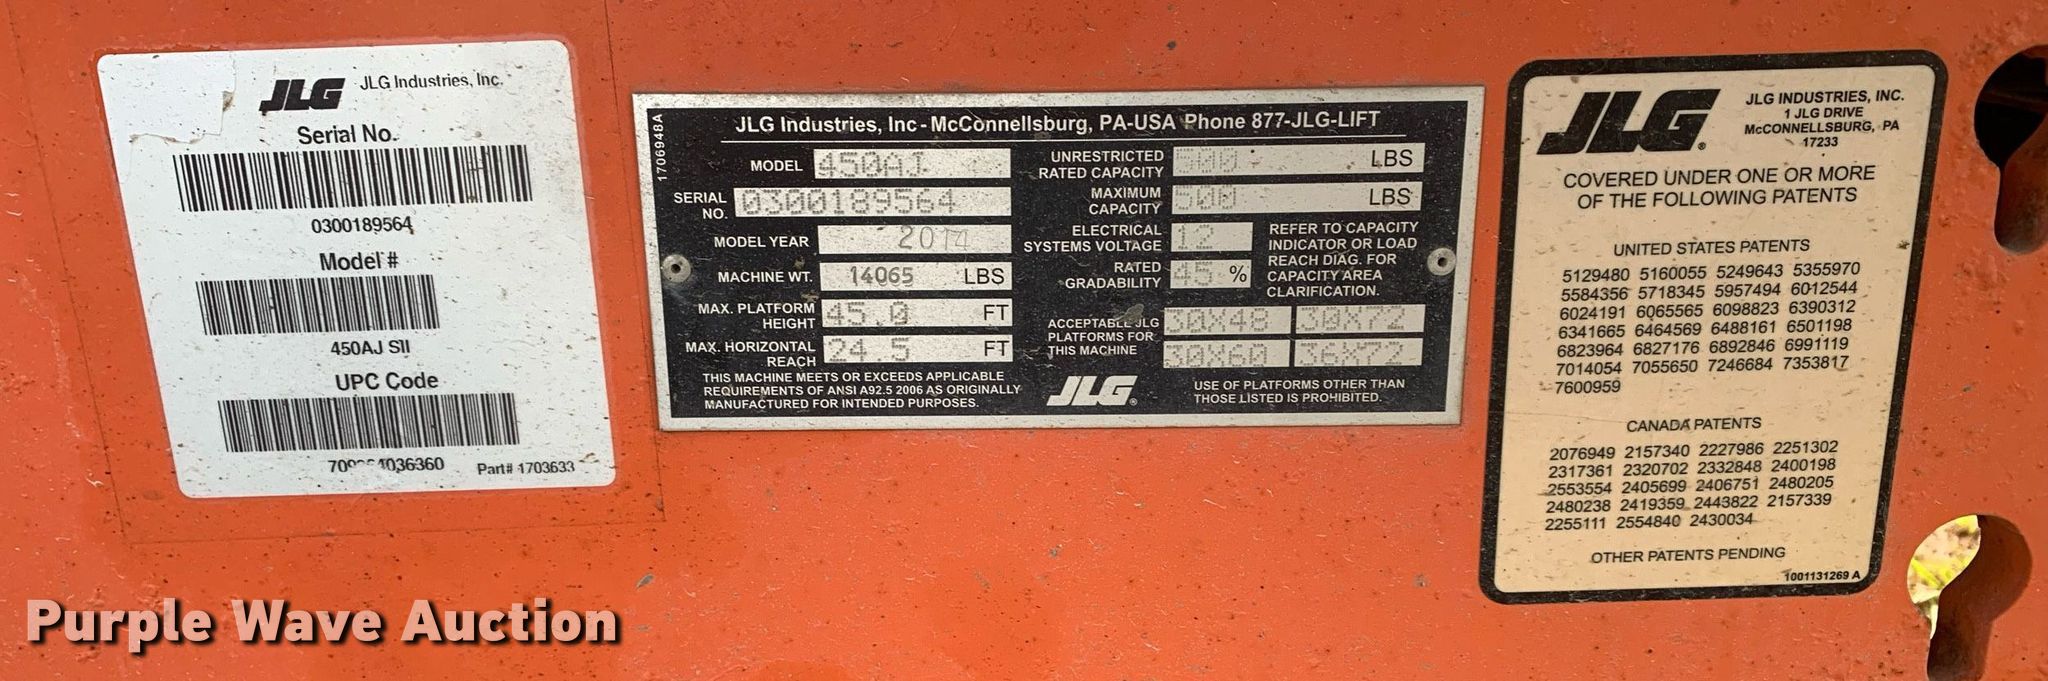 JLG JLG Industries, Inc.
Serial No.
0300189564
Model #
450AJ SII
UPC Code
Part# 1703633
1706948A
JLG Industries, Inc - McConnellsburg, PA-USA Phone 877-JLG-LIFT
MODEL 450AJ
SERIAL NO. 0300189564
MODEL YEAR 2014
MACHINE WT. 14065 LBS
MAX. PLATFORM HEIGHT 45.0 FT
MAX. HORIZONTAL REACH 24.5 FT
THIS MACHINE MEETS OR EXCEEDS APPLICABLE
REQUIREMENTS OF ANSI A92.5 2006 AS ORIGINALLY
MANUFACTURED FOR INTENDED PURPOSES.
UNRESTRICTED RATED CAPACITY 500 LBS
MAXIMUM CAPACITY 500 LBS
ELECTRICAL SYSTEMS VOLTAGE 12
RATED GRADABILITY 45 %
REFER TO CAPACITY
INDICATOR OR LOAD
REACH DIAG. FOR
CAPACITY AREA
CLARIFICATION.
ACCEPTABLE JLG
PLATFORMS FOR
THIS MACHINE
30X48 30X72
30X60 36X72
JLG
USE OF PLATFORMS OTHER THAN
THOSE LISTED IS PROHIBITED.
JLG
JLG INDUSTRIES, INC.
1 JLG DRIVE
McCONNELLSBURG, PA
17233
COVERED UNDER ONE OR MORE
OF THE FOLLOWING PATENTS
UNITED STATES PATENTS
5129480 5160055 5249643 5355970
5584356 5718345 5957494 6012544
6024191 6065565 6098823 6390312
6341665 6464569 6488161 6501198
6823964 6827176 6892846 6991119
7014054 7055650 7246684 7353817
7600959
CANADA PATENTS
2076949 2157340 2227986 2251302
2317361 2320702 2332848 2400198
2553554 2405699 2406751 2480205
2480238 2419359 2443822 2157339
2255111 2554840 2430034
OTHER PATENTS PENDING
1001131269 A
Purple Wave Auction